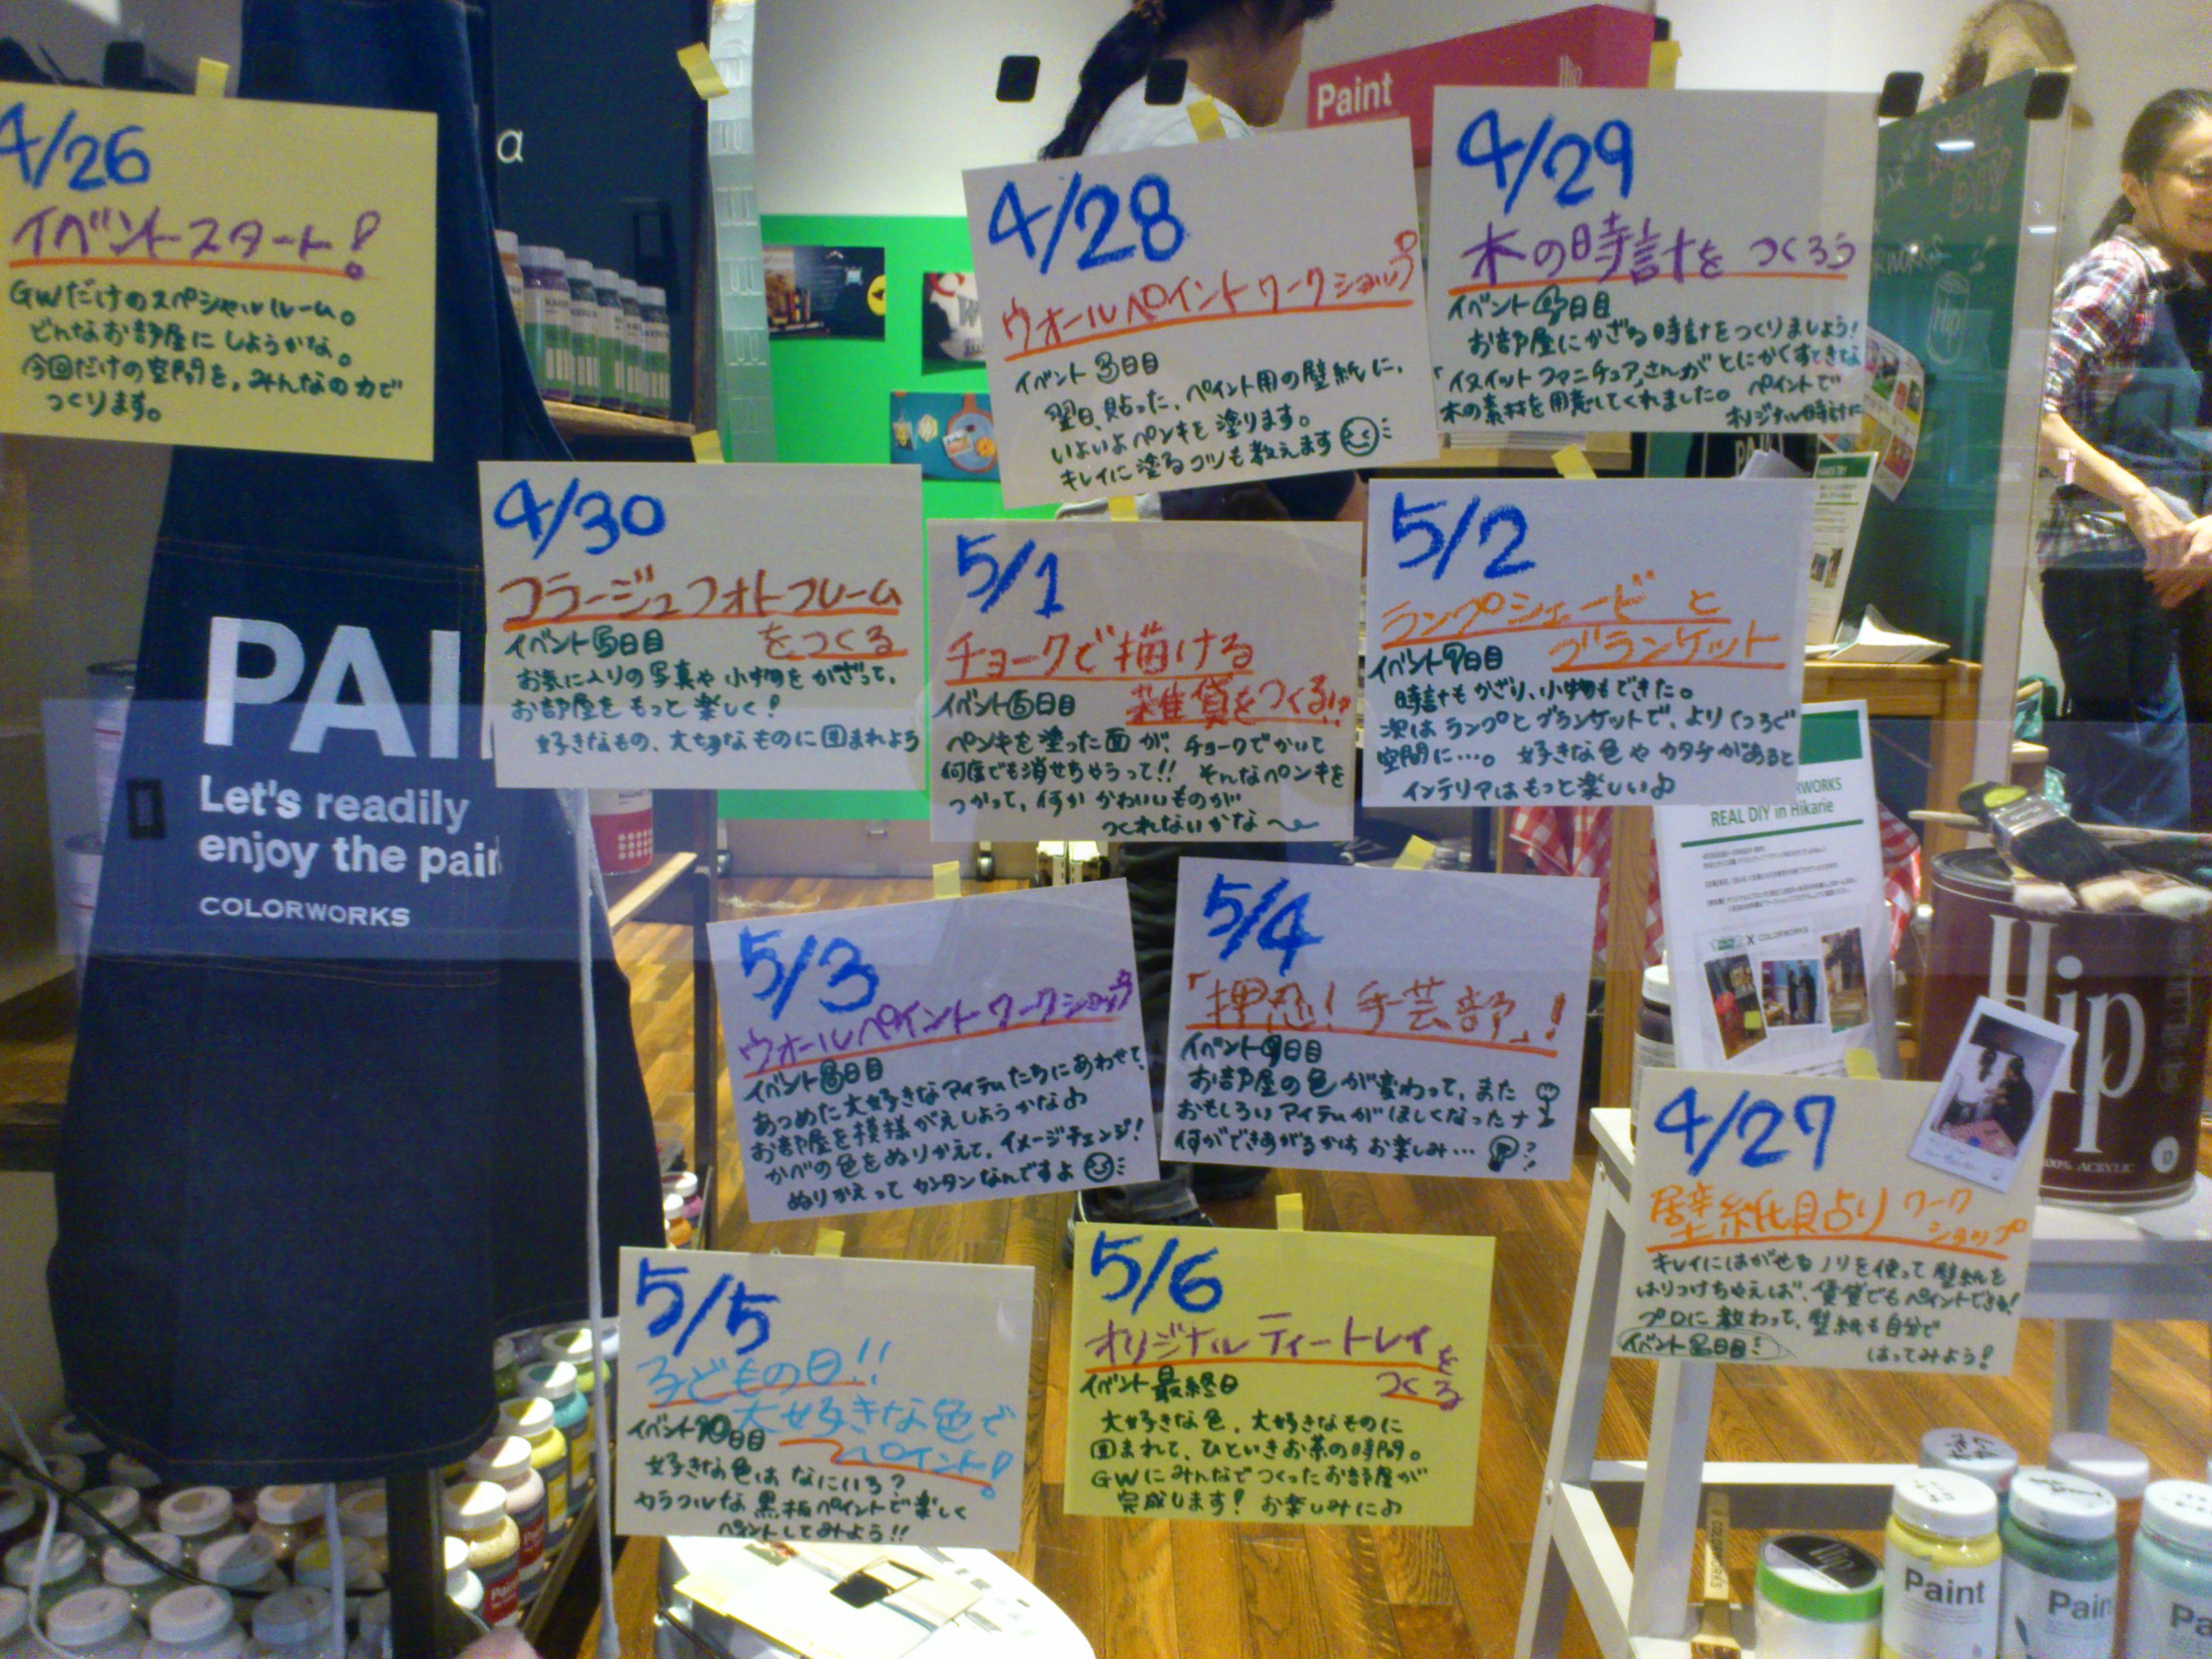 4/26
イベントスタート!
GWだけのスペシャルルーム。
どんなお部屋にしようかな。
今回だけの空間を,みんなの力で
つくります。
4/28
ウォールペイントワークショップ
イベント③日目
翌日、貼った、ペイント用の壁紙に、
いよいよペンキを塗ります。
キレイに塗るコツも教えます
4/29
木の時計をつくろう
イベント④日目
お部屋にかざる時計をつくりましょう!
ファニチュア」さんがとにかくすてきな
木の素材を用意してくれました。ペイントで
オリジナル時計に
4/30
コラージュフォトフレーム
をつくる
イベント⑤日目
お気に入りの写真や小物をかざって、
お部屋をもっと楽しく!
好きなもの、大切なものに囲まれよう
5/1
チョークで描ける
雑貨をつくる!?
イベント⑥日目
ペンキを塗った面が、チョークでかいて
何度でも消せちゃうって!! そんなペンキを
つかって、何かかわいいものが
つくれないかな〜
5/2
ランプシェードと
ブランケット
イベント⑦日目
時計もかざり、小物もできた。
次はランプとブランケットで、よりくつろぐ
空間に…。好きな色やカタチがあると
インテリアはもっと楽しい♪
5/3
ウォールペイントワークショップ
イベント⑧日目
あつめた大好きなアイテムたちにあわせて、
お部屋を模様がえしようかな♪
かべの色をぬりかえて、イメージチェンジ!
ぬりかえってカンタンなんですよ
5/4
「押忍!手芸部」!
イベント⑨日目
お部屋の色が変わって、また
おもしろいアイテムがほしくなったナ
何ができあがるかはお楽しみ…??
4/27
壁紙貼りワーク
ショップ
キレイにはがせるノリを使って壁紙を
はりつけちゃえば、賃貸でもペイントできる!
プロに教わって、壁紙も自分で
はってみよう!
イベント②日目
5/5
子どもの日!!
大好きな色で
ペイント!
イベント⑩日目
好きな色はなにいろ?
カラフルな黒板ペイントで楽しく
ペイントしてみよう!!
5/6
オリジナルティートレイを
つくる
イベント最終日
大好きな色、大好きなものに
囲まれて、ひといきお茶の時間。
GWにみんなでつくったお部屋が
完成します! お楽しみに♪
PAI
Let's readily
enjoy the pain
COLORWORKS
Paint
Hip
REAL DIY in Hikarie
X COLORWORKS
Hip
100% ACRYLIC
Hip
Paint
Pain
Pa